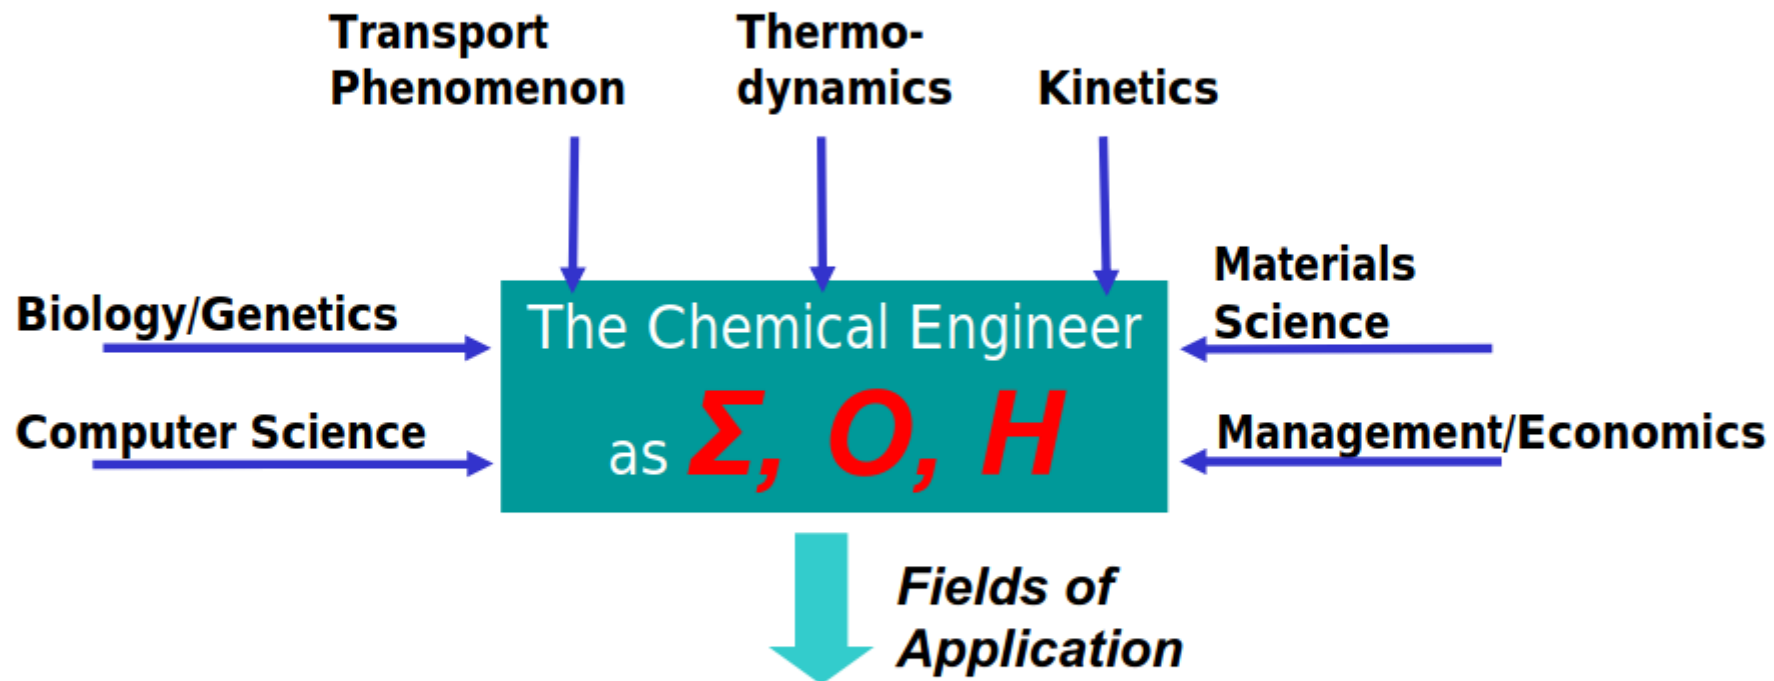 Transport
Phenomenon
Thermo-
dynamics
Kinetics
Biology/Genetics
Computer Science
The Chemical Engineer
as Σ, O, H
Materials
Science
Management/Economics
Fields of
Application